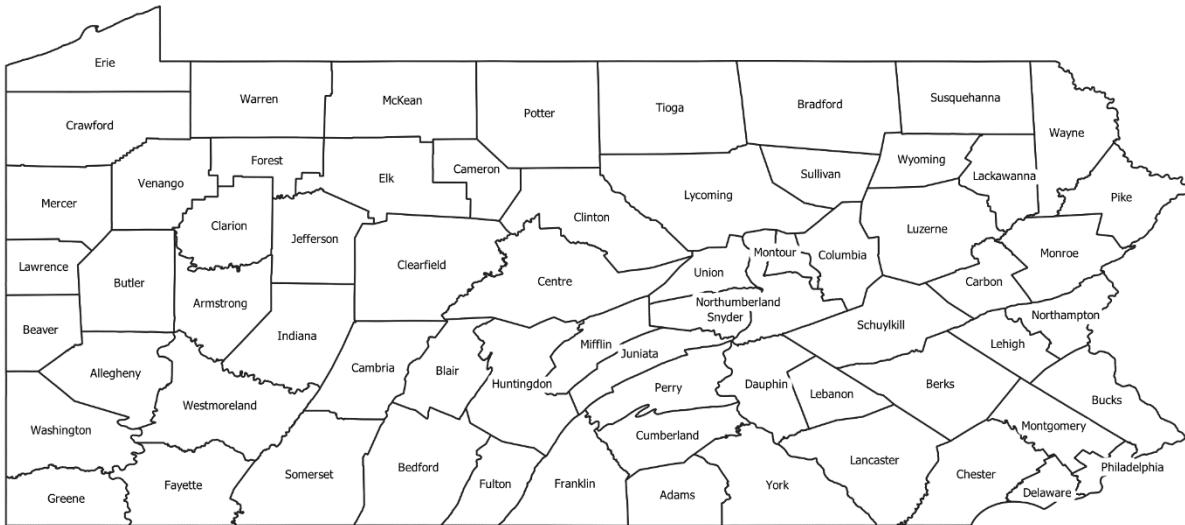 Erie
Warren
McKean
Potter
Tioga
Bradford
Susquehanna
Wayne
Crawford
Forest
Elk
Cameron
Wyoming
Lackawanna
Venango
Sullivan
Lycoming
Pike
Mercer
Clarion
Jefferson
Clinton
Luzerne
Lawrence
Butler
Armstrong
Clearfield
Centre
Union
Montour
Columbia
Monroe
Carbon
Beaver
Indiana
Northumberland
Snyder
Schuylkill
Northampton
Lehigh
Allegheny
Cambria
Blair
Huntingdon
Mifflin
Juniata
Perry
Dauphin
Lebanon
Berks
Bucks
Westmoreland
Washington
Cumberland
Montgomery
Greene
Fayette
Somerset
Bedford
Fulton
Franklin
Adams
York
Lancaster
Chester
Delaware
Philadelphia